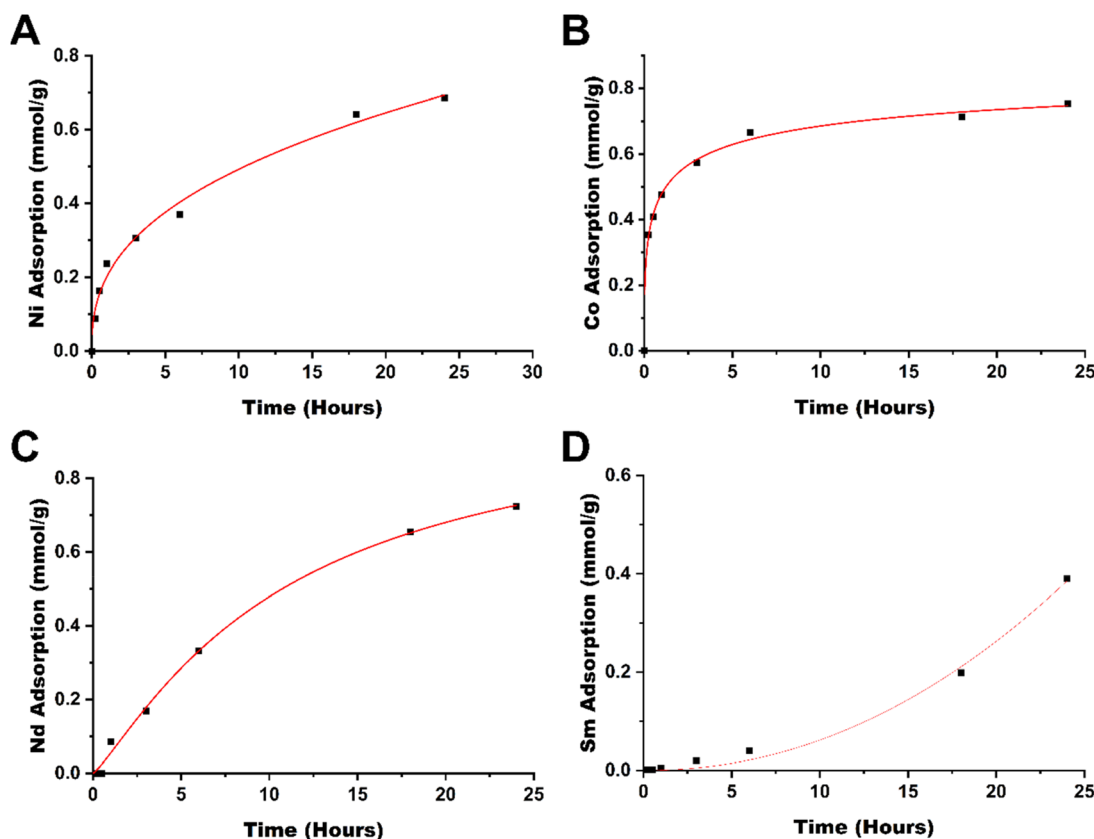 A
Ni Adsorption (mmol/g)
0.8
0.6
0.4
0.2
0.0
0 5 10 15 20 25 30
Time (Hours)
B
Co Adsorption (mmol/g)
0.8
0.6
0.4
0.2
0.0
0 5 10 15 20 25
Time (Hours)
C
Nd Adsorption (mmol/g)
0.8
0.6
0.4
0.2
0.0
0 5 10 15 20 25
Time (Hours)
D
Sm Adsorption (mmol/g)
0.6
0.4
0.2
0.0
0 5 10 15 20 25
Time (Hours)